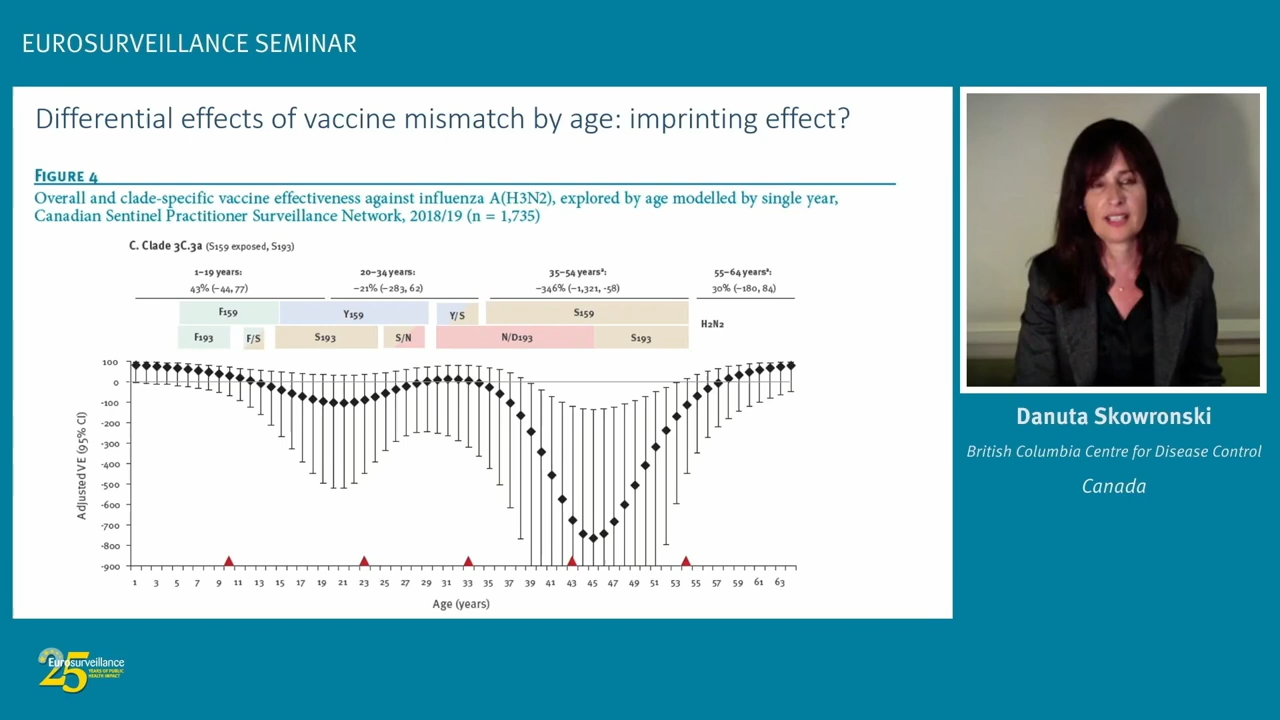 EUROSURVEILLANCE SEMINAR
Differential effects of vaccine mismatch by age: imprinting effect?
FIGURE 4
Overall and clade-specific vaccine effectiveness against influenza A(H3N2), explored by age modelled by single year,
Canadian Sentinel Practitioner Surveillance Network, 2018/19 (n = 1,735)
C. Clade 3C.3a (S159 exposed, S193)
1–19 years: 20–34 years: 35–54 yearsª: 55–64 yearsª:
43% (−44, 77) −21% (−283, 62) −346% (−1,321, -58) 30% (−180, 84)
F159 Y159 Y/S S159
H2N2
F193 F/S S193 S/N N/D193 S193
100
0
-100
-200
-300
-400
-500
-600
-700
-800
-900
Adjusted VE (95% CI)
1 3 5 7 9 11 13 15 17 19 21 23 25 27 29 31 33 35 37 39 41 43 45 47 49 51 53 55 57 59 61 63
Age (years)
Danuta Skowronski
British Columbia Centre for Disease Control
Canada
25
Eurosurveillance
YEARS OF PUBLIC
HEALTH IMPACT